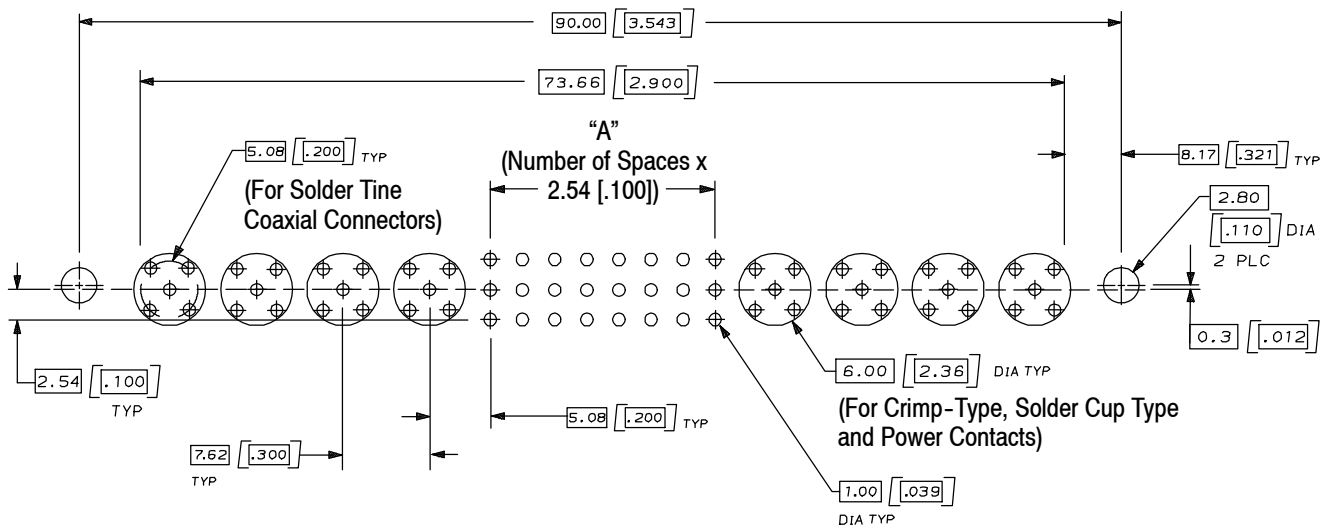 90.00 [3.543]
73.66 [2.900]
“A”
(Number of Spaces x
2.54 [.100])
5.08 [.200] TYP
(For Solder Tine
Coaxial Connectors)
8.17 [.321] TYP
2.80
[.110] DIA
2 PLC
0.3 [.012]
2.54 [.100]
TYP
5.08 [.200] TYP
7.62 [.300]
TYP
6.00 [2.36] DIA TYP
(For Crimp-Type, Solder Cup Type
and Power Contacts)
1.00 [.039]
DIA TYP